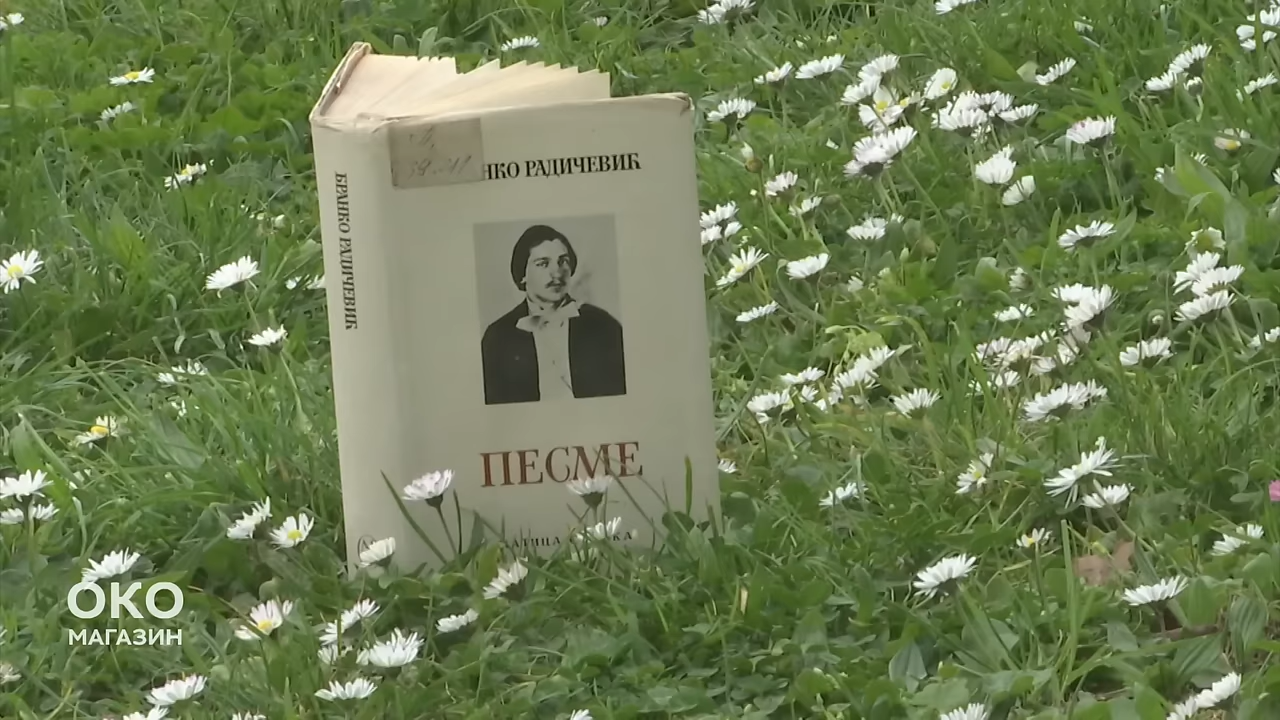 БРАНКО РАДИЧЕВИЋ
НКО РАДИЧЕВИЋ
ПЕСМЕ
ОКО
МАГАЗИН